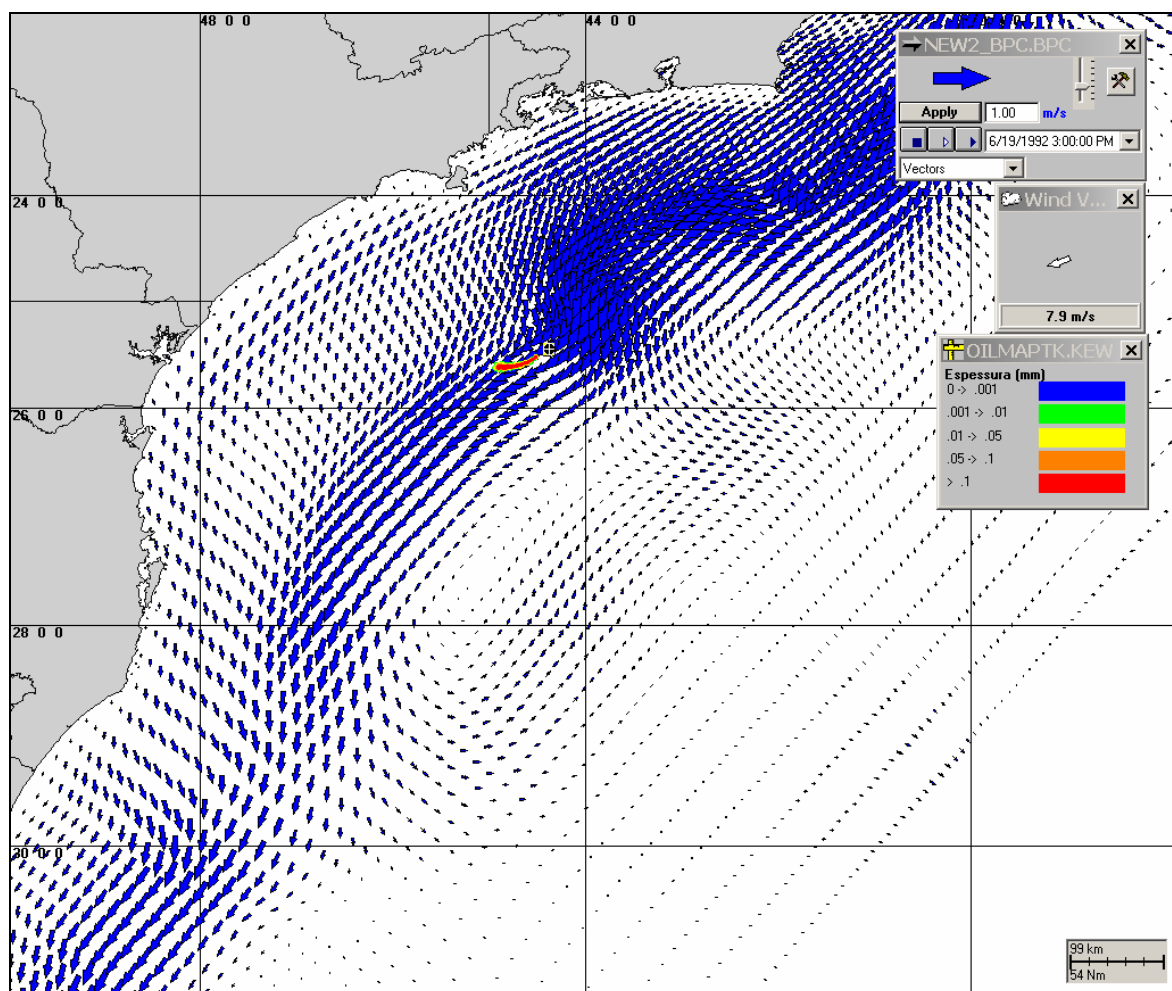 48 0 0
44 0 0
NEW2_BPC.BPC
Apply
1.00
m/s
6/19/1992 3:00:00 PM
Vectors
24 0 0
Wind V...
7.9 m/s
OILMAPTK.KEW
Espessura (mm)
0 -> .001
.001 -> .01
.01 -> .05
.05 -> .1
> .1
26 0 0
28 0 0
30 0 0
99 km
54 Nm